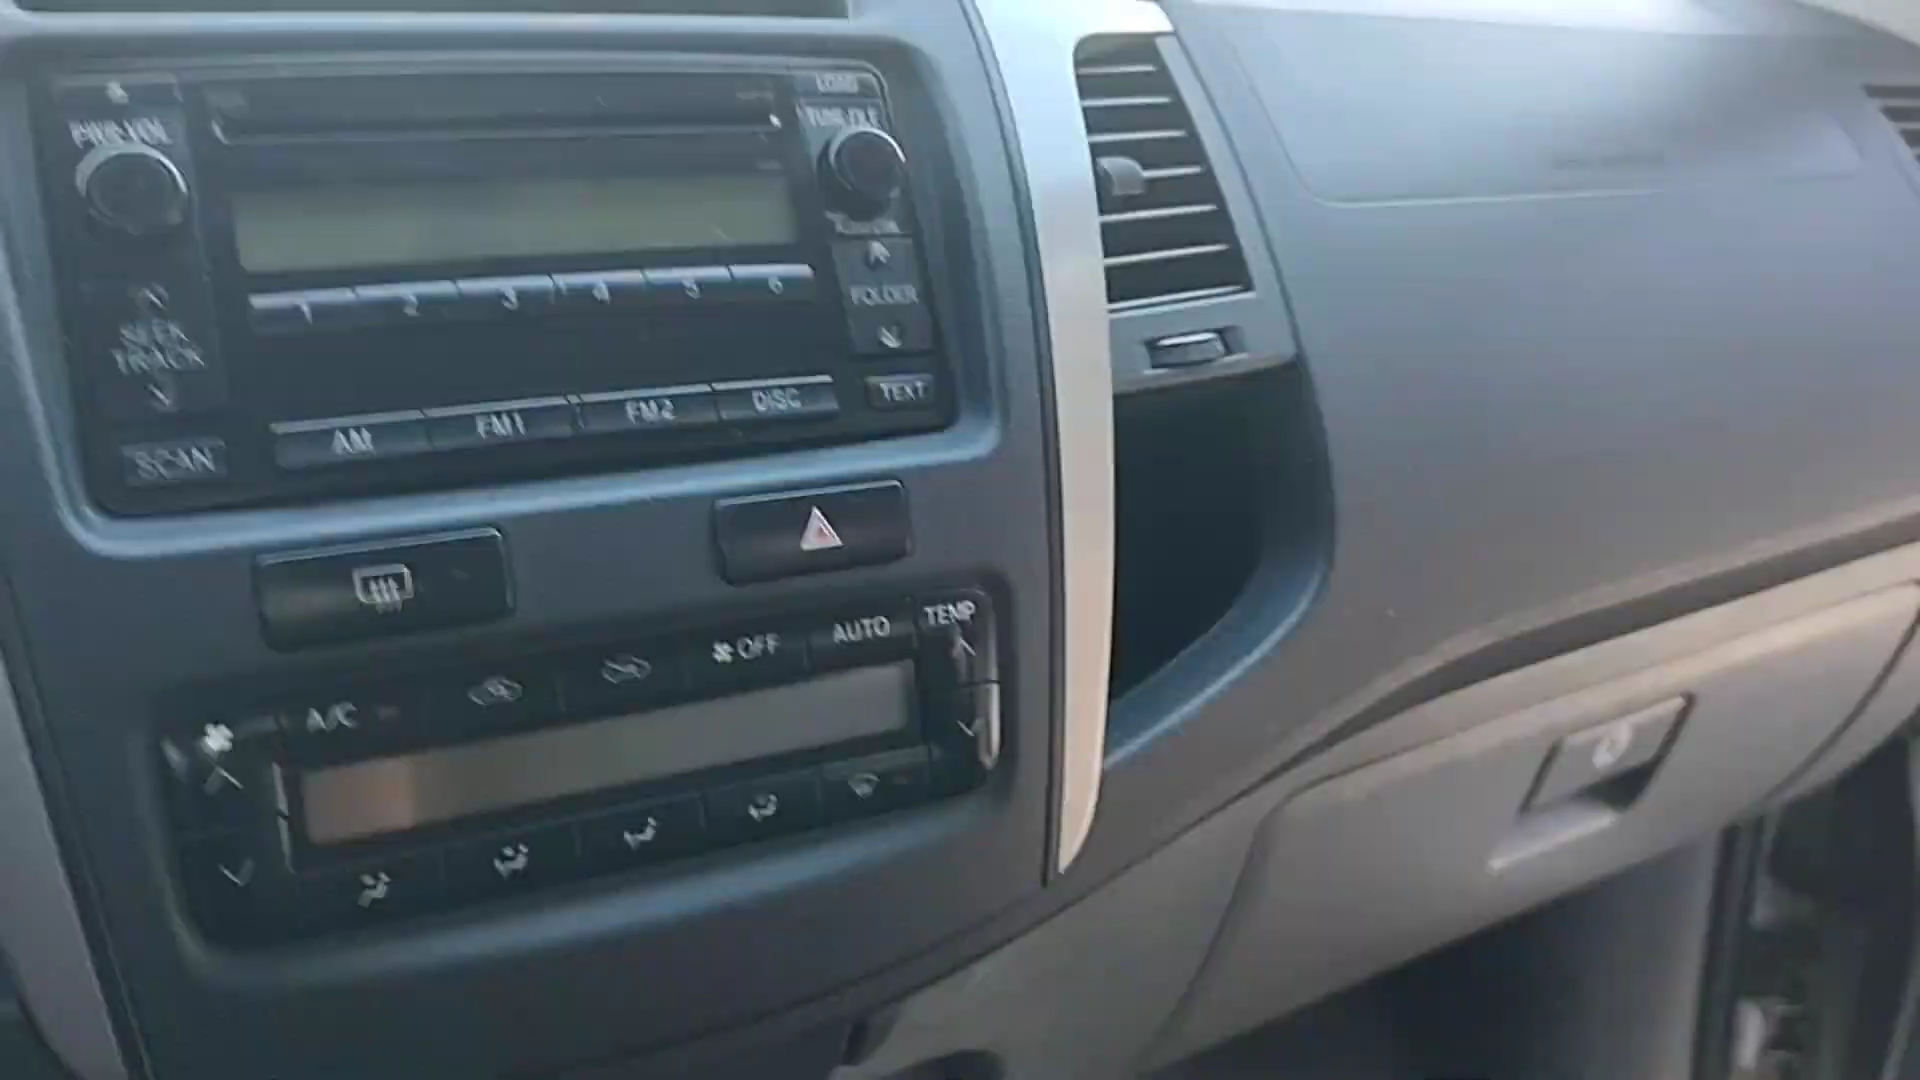 LOAD
PWR·VOL
TUNE·FILE
1 2 3 4 5 6
FOLDER
SEEK
TRACK
AM FM1 FM2 DISC
TEXT
SCAN
TEMP
OFF AUTO
A/C